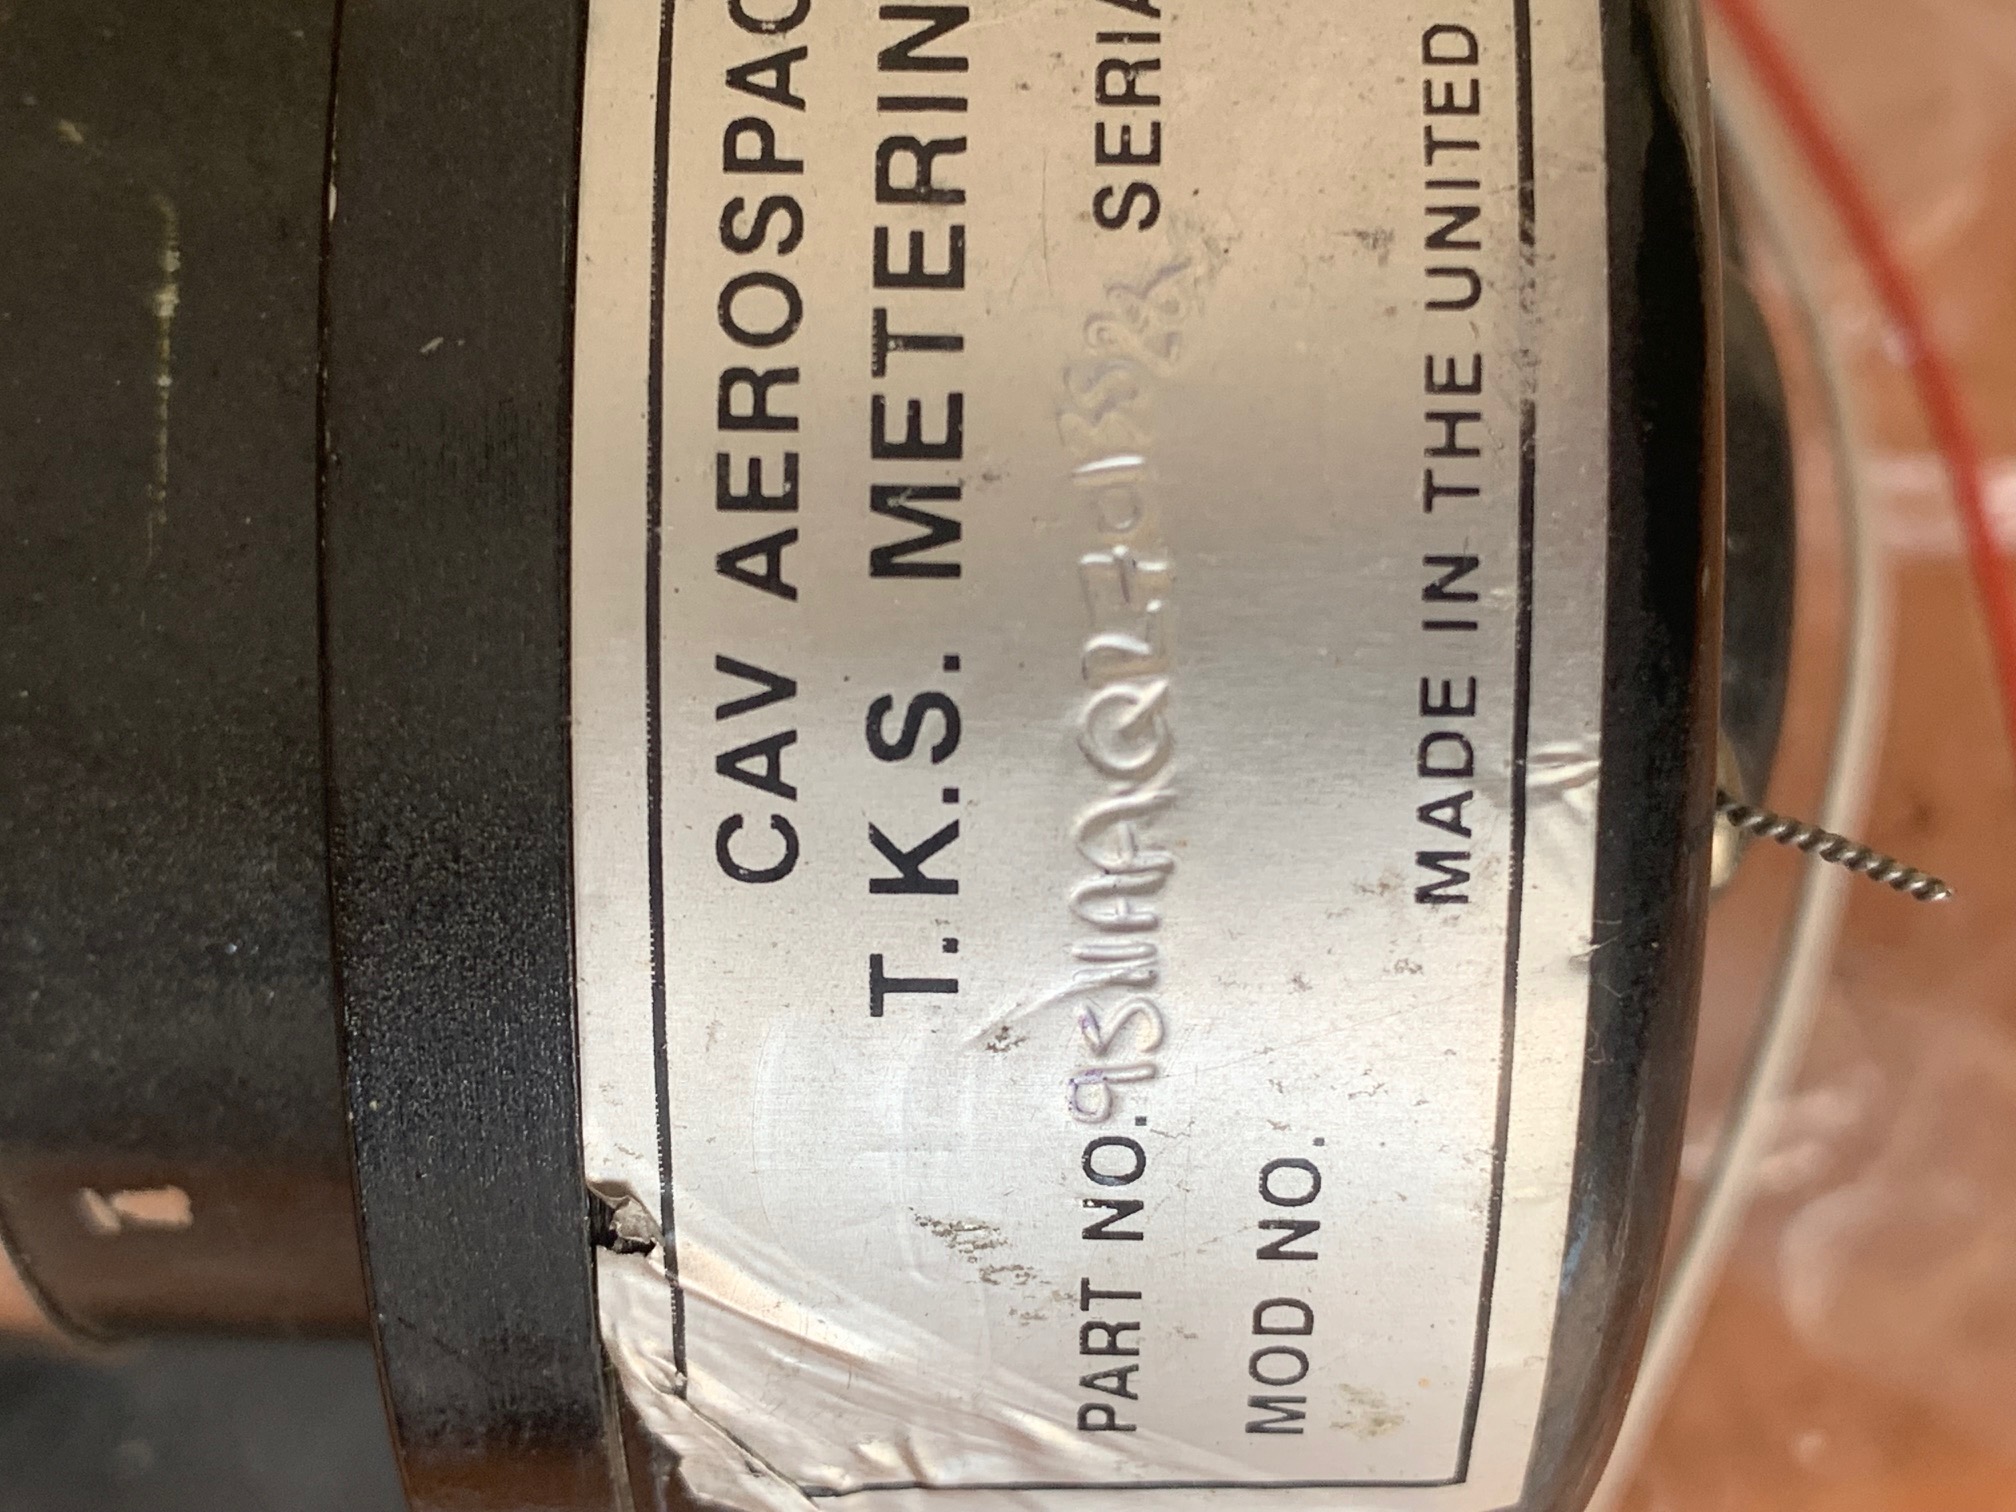 CAV AEROSPAC
T. K.S. METERIN
PART NO. SERIA
MOD NO.
MADE IN THE UNITED